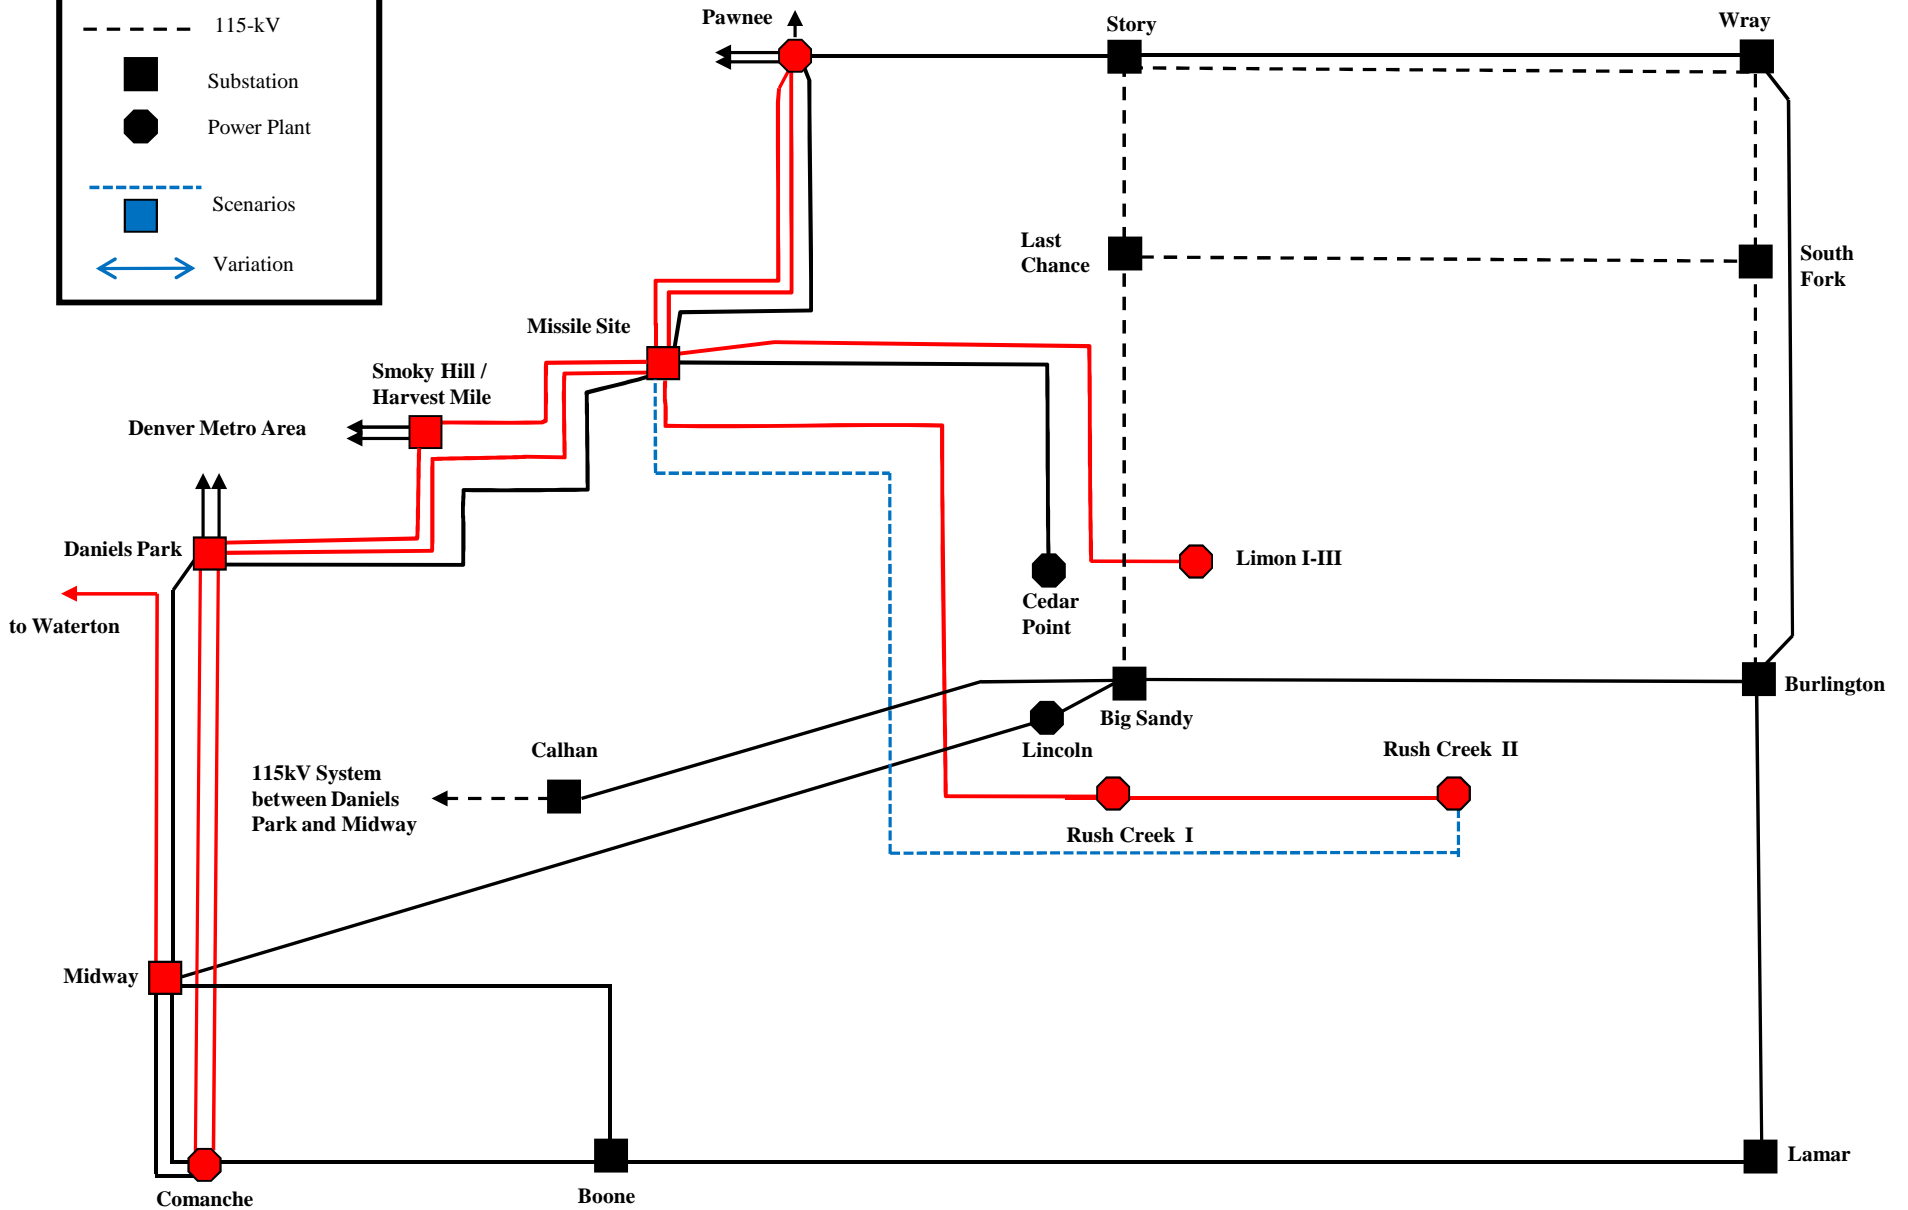 115-kV
Substation
Power Plant
Scenarios
Variation
Pawnee
Story
Wray
Last
Chance
South
Fork
Missile Site
Smoky Hill /
Harvest Mile
Denver Metro Area
Daniels Park
to Waterton
Limon I-III
Cedar
Point
Burlington
Big Sandy
Lincoln
Calhan
Rush Creek II
115kV System
between Daniels
Park and Midway
Rush Creek I
Midway
Lamar
Comanche
Boone